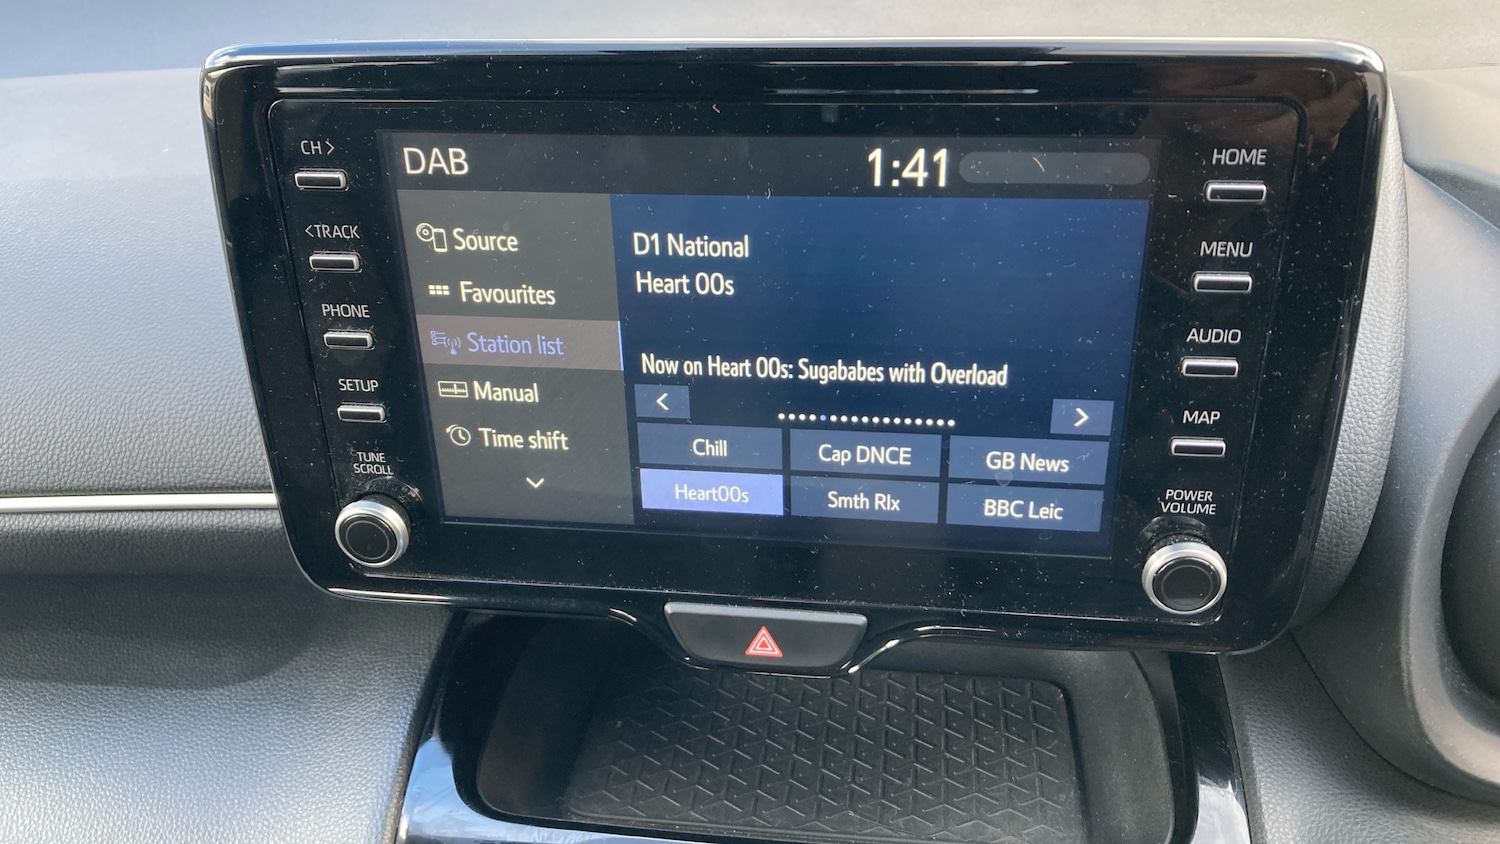 CH >
<TRACK
PHONE
SETUP
TUNE
SCROLL
DAB
1:41
Source
Favourites
Station list
Manual
Time shift
D1 National
Heart 00s
Now on Heart 00s: Sugababes with Overload
<
>
Chill
Cap DNCE
GB News
Heart00s
Smth Rlx
BBC Leic
HOME
MENU
AUDIO
MAP
POWER
VOLUME